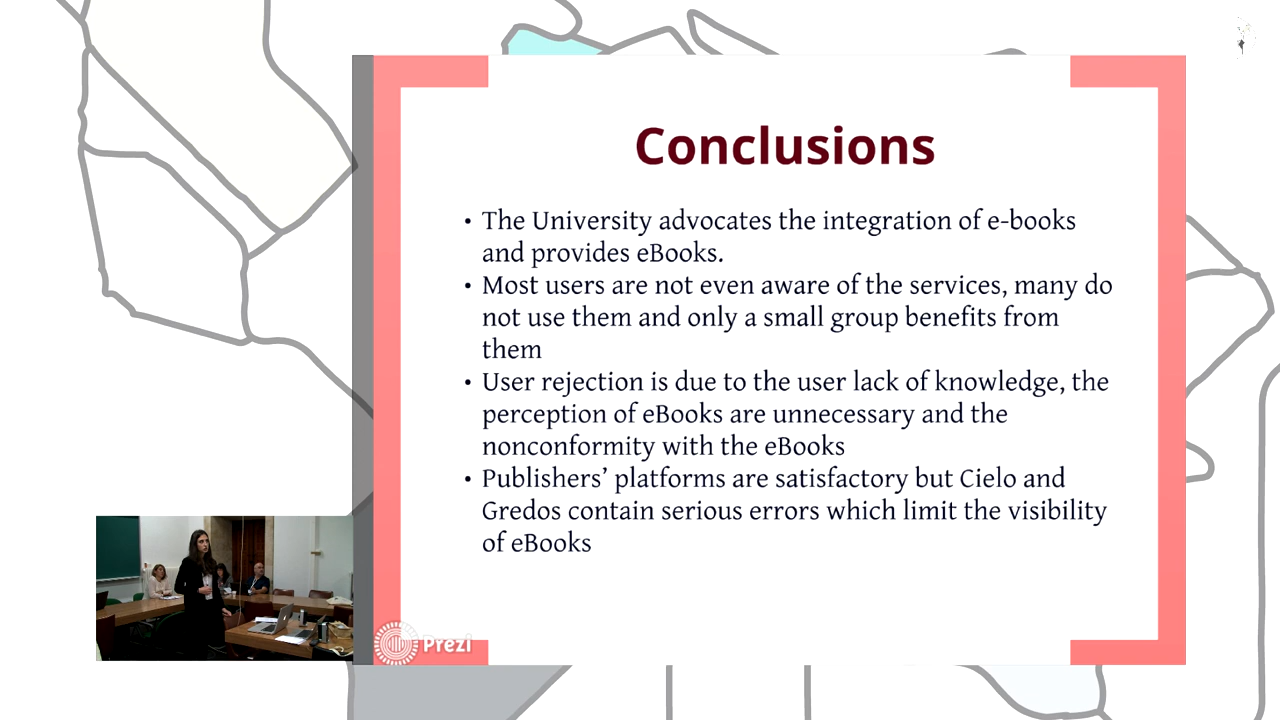 Conclusions
• The University advocates the integration of e-books
and provides eBooks.
• Most users are not even aware of the services, many do
not use them and only a small group benefits from
them
• User rejection is due to the user lack of knowledge, the
perception of eBooks are unnecessary and the
nonconformity with the eBooks
• Publishers’ platforms are satisfactory but Cielo and
Gredos contain serious errors which limit the visibility
of eBooks
Prezi